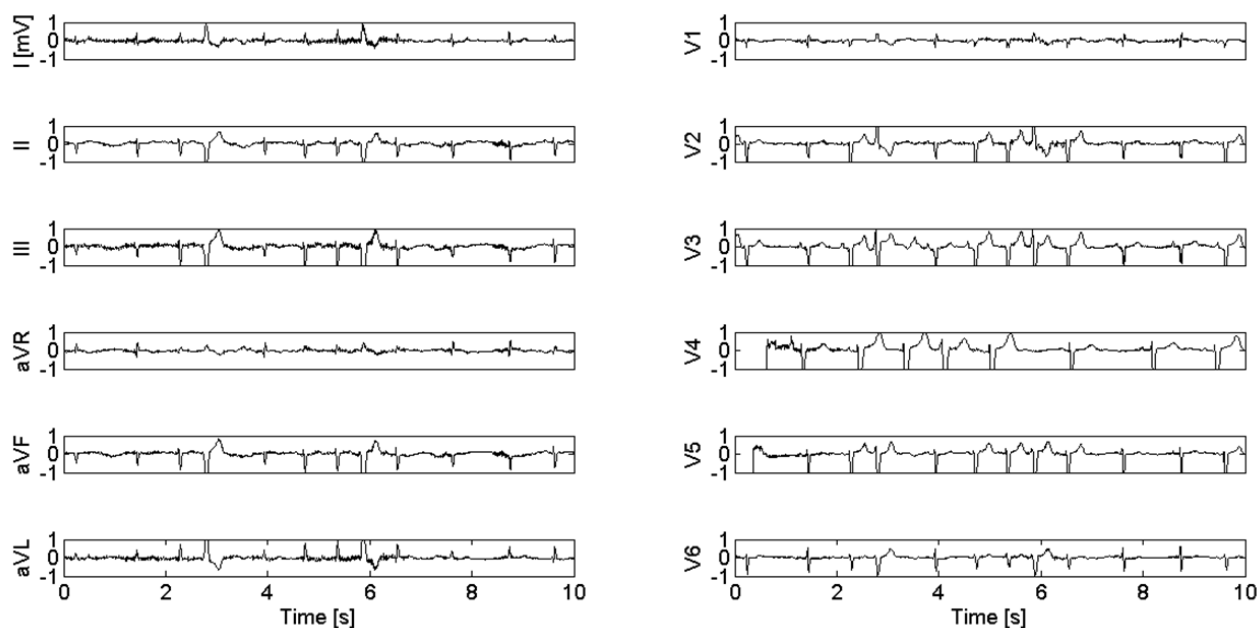 I [mV] 1 0 -1
V1 1 0 -1
II 1 0 -1
V2 1 0 -1
III 1 0 -1
V3 1 0 -1
aVR 1 0 -1
V4 1 0 -1
aVF 1 0 -1
V5 1 0 -1
aVL 1 0 -1
V6 1 0 -1
0 2 4 6 8 10
0 2 4 6 8 10
Time [s]
Time [s]